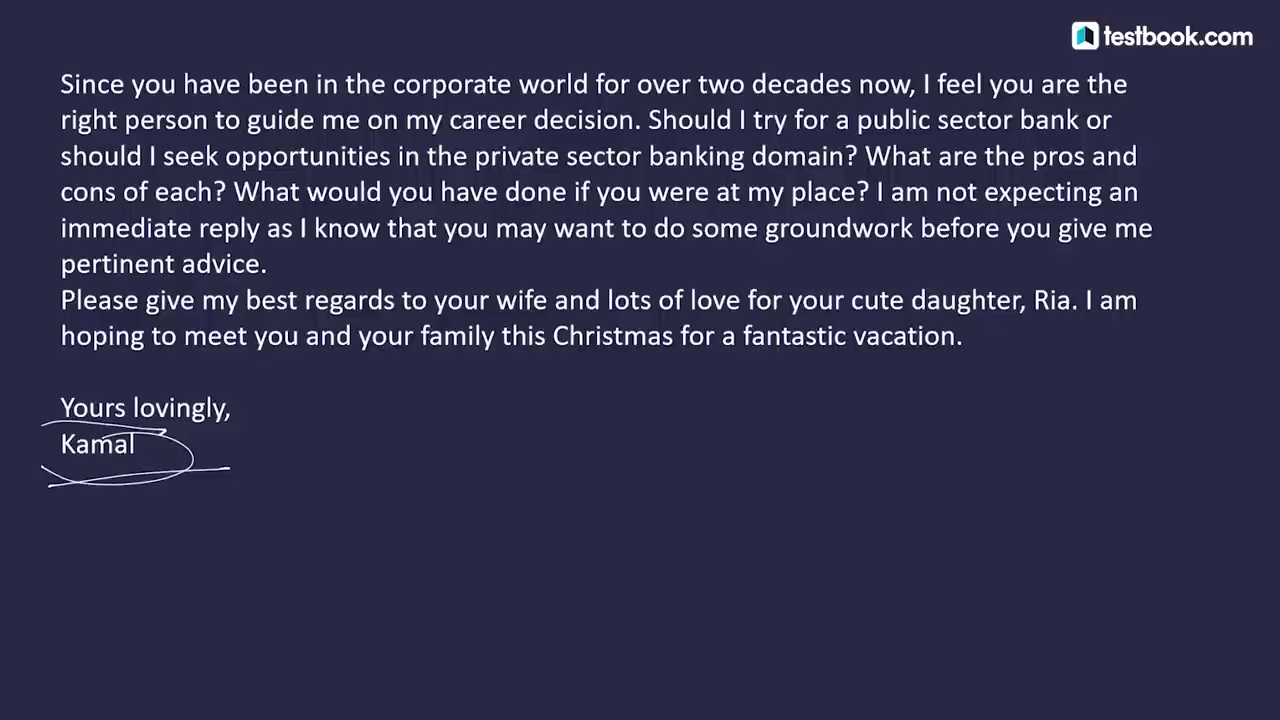 testbook.com
Since you have been in the corporate world for over two decades now, I feel you are the
right person to guide me on my career decision. Should I try for a public sector bank or
should I seek opportunities in the private sector banking domain? What are the pros and
cons of each? What would you have done if you were at my place? I am not expecting an
immediate reply as I know that you may want to do some groundwork before you give me
pertinent advice.
Please give my best regards to your wife and lots of love for your cute daughter, Ria. I am
hoping to meet you and your family this Christmas for a fantastic vacation.
Yours lovingly,
Kamal